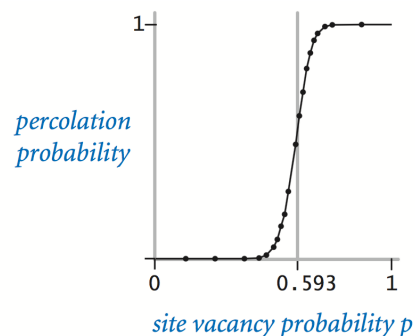 1
percolation
probability
0
0.593
1
site vacancy probability p